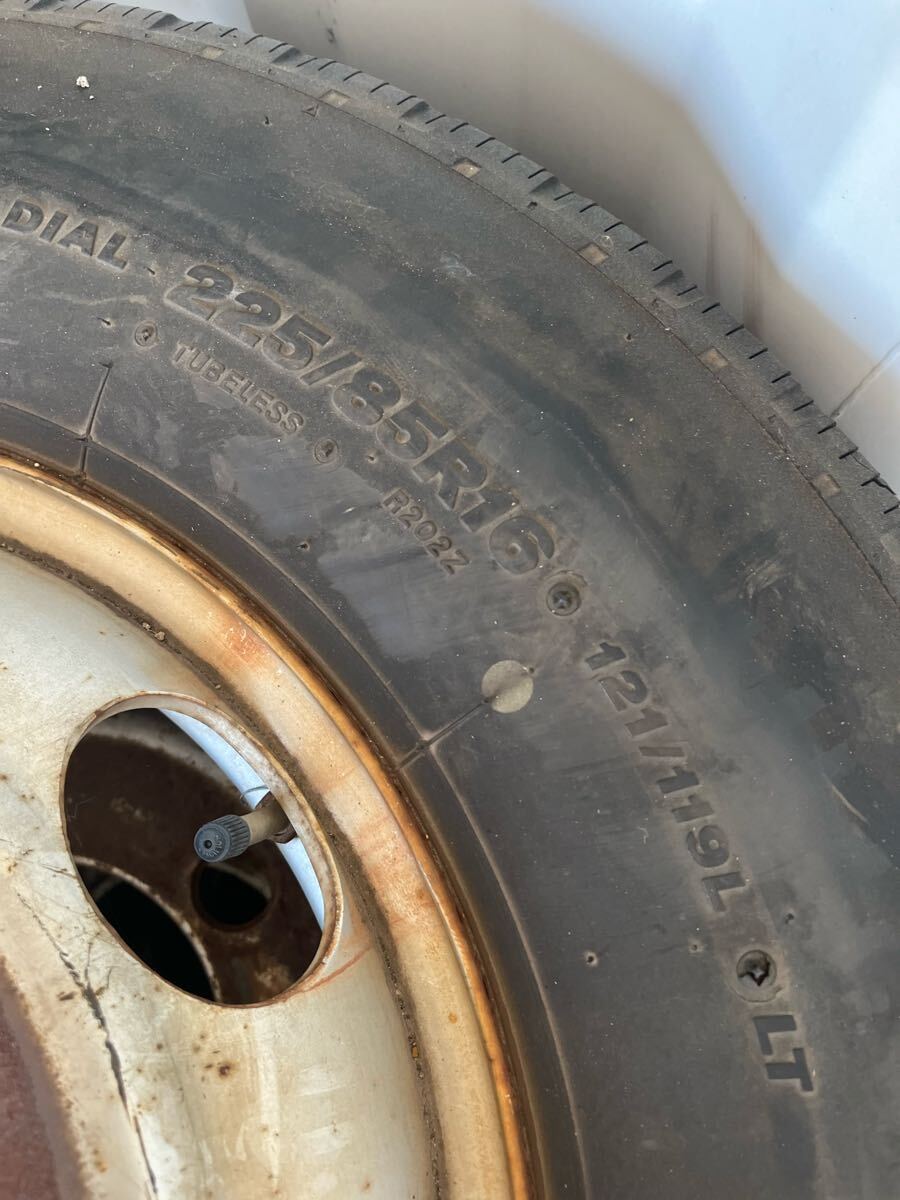 DIAL 225/85R16 121/119L LT
TUBELESS
R202Z